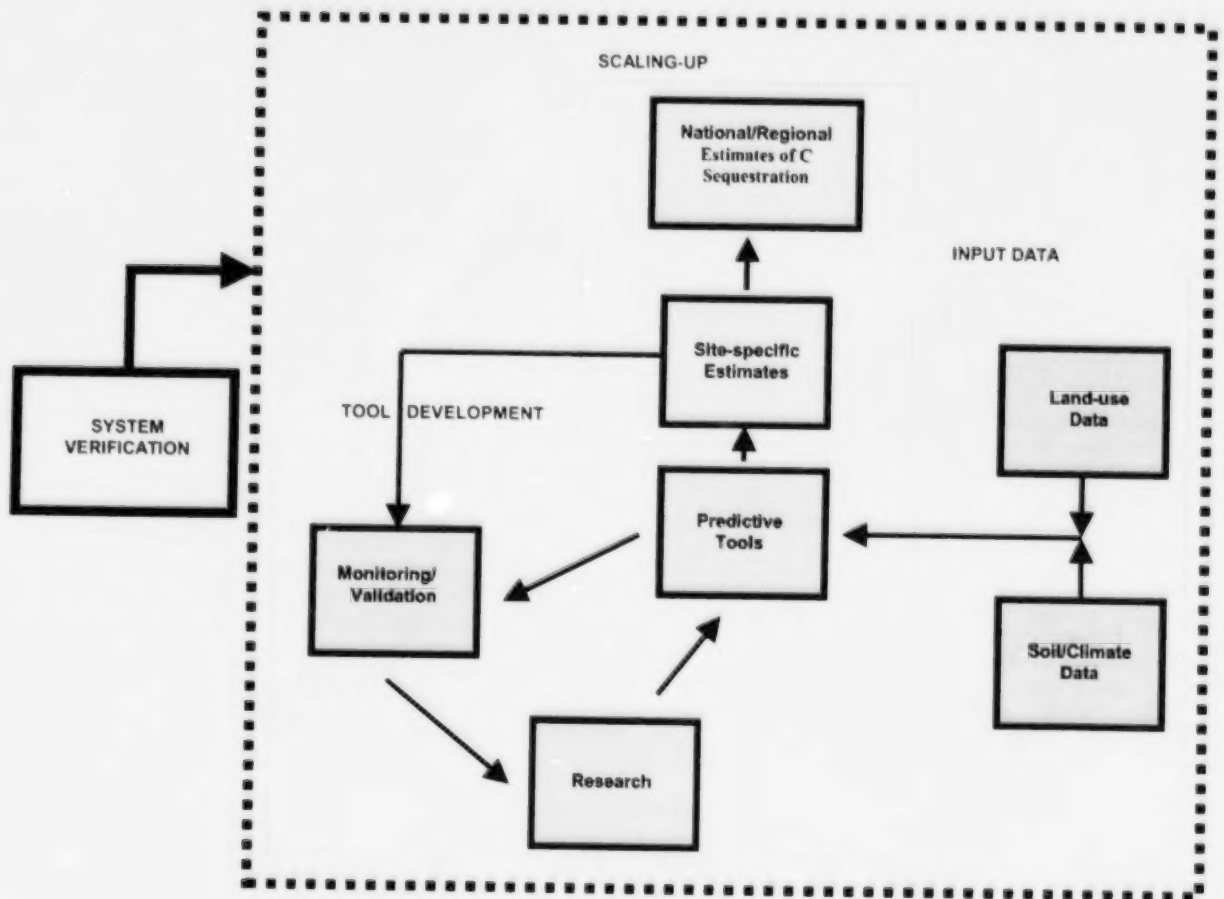 SCALING-UP
National/Regional
Estimates of C
Sequestration
INPUT DATA
Site-specific
Estimates
Land-use
Data
TOOL DEVELOPMENT
SYSTEM
VERIFICATION
Predictive
Tools
Monitoring/
Validation
Soil/Climate
Data
Research